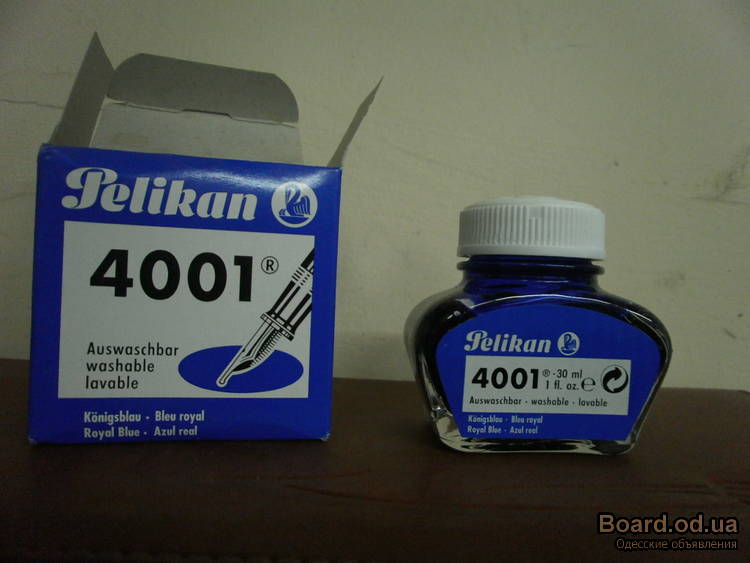 Pelikan
4001®
Auswaschbar
washable
lavable
Königsblau · Bleu royal
Royal Blue · Azul real
Pelikan
4001® · 30 ml
1 fl. oz. ℮
Auswaschbar · washable · lavable
Königsblau · Bleu royal
Royal Blue · Azul real
Board.od.ua
Одесские объявления